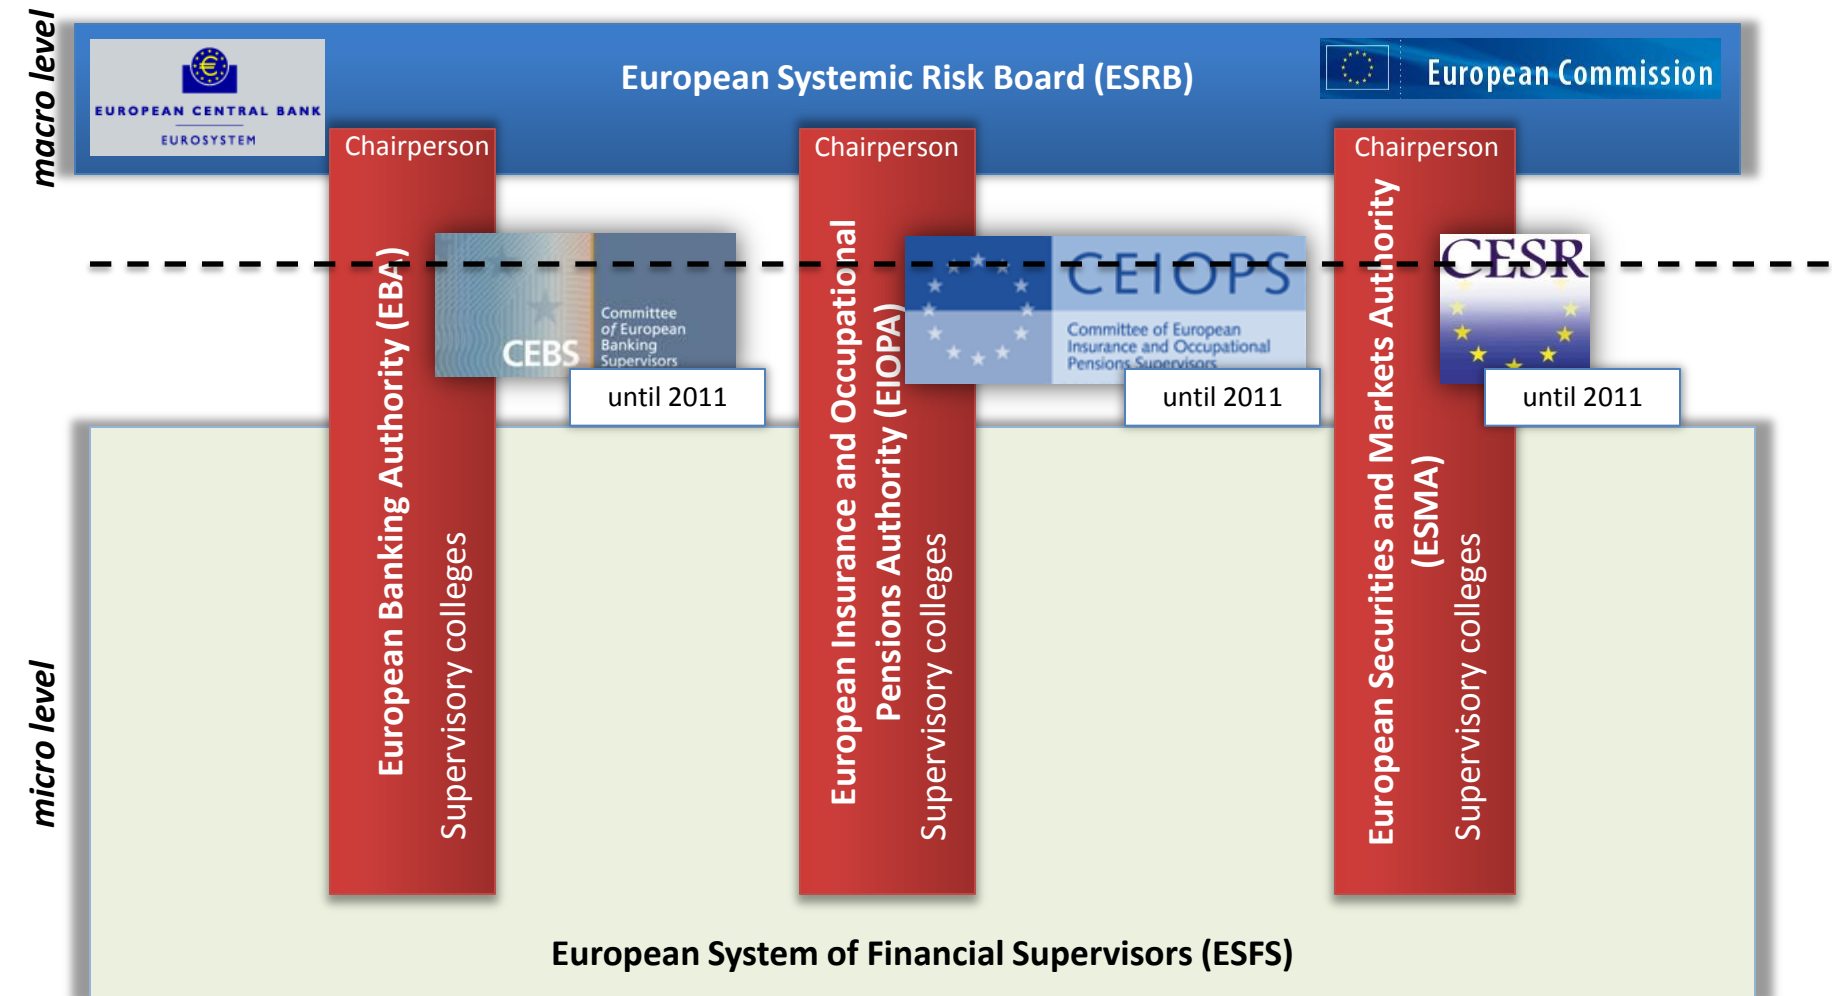 macro level
EUROPEAN CENTRAL BANK
EUROSYSTEM
European Systemic Risk Board (ESRB)
European Commission
Chairperson
Chairperson
Chairperson
European Banking Authority (EBA)
Supervisory colleges
CEBS
Committee
of European
Banking
Supervisors
until 2011
European Insurance and Occupational
Pensions Authority (EIOPA)
Supervisory colleges
CEIOPS
Committee of European
Insurance and Occupational
Pensions Supervisors
until 2011
European Securities and Markets Authority
(ESMA)
Supervisory colleges
CESR
until 2011
micro level
European System of Financial Supervisors (ESFS)